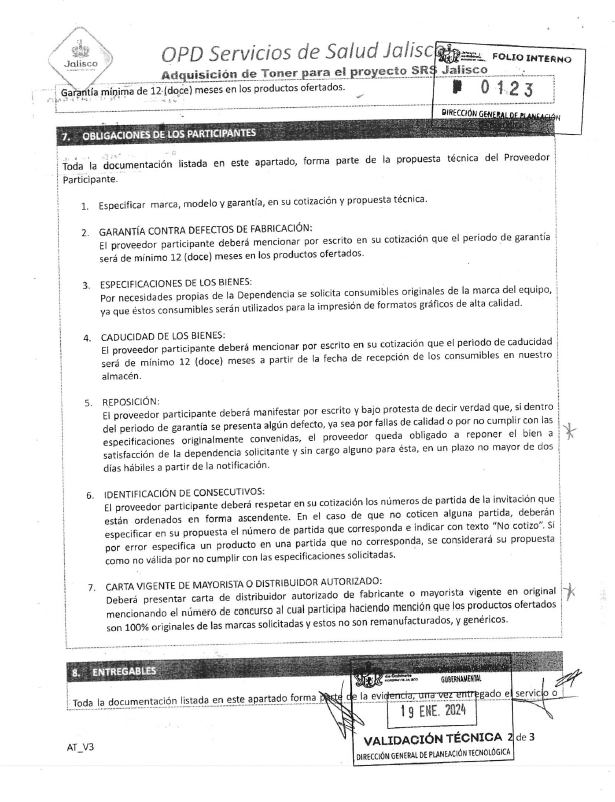 Jalisco
OPD Servicios de Salud Jalisc
Adquisición de Toner para el proyecto SRS Jalisco
FOLIO INTERNO
0123
DIRECCIÓN GENERAL DE PLANEACIÓN
Garantía mínima de 12 (doce) meses en los productos ofertados.
7. OBLIGACIONES DE LOS PARTICIPANTES
Toda la documentación listada en este apartado, forma parte de la propuesta técnica del Proveedor
Participante.
1. Especificar marca, modelo y garantía, en su cotización y propuesta técnica.
2. GARANTÍA CONTRA DEFECTOS DE FABRICACIÓN:
El proveedor participante deberá mencionar por escrito en su cotización que el periodo de garantía
será de mínimo 12 (doce) meses en los productos ofertados.
3. ESPECIFICACIONES DE LOS BIENES:
Por necesidades propias de la Dependencia se solicita consumibles originales de la marca del equipo,
ya que éstos consumibles serán utilizados para la impresión de formatos gráficos de alta calidad.
4. CADUCIDAD DE LOS BIENES:
El proveedor participante deberá mencionar por escrito en su cotización que el periodo de caducidad
será de mínimo 12 (doce) meses a partir de la fecha de recepción de los consumibles en nuestro
almacén.
5. REPOSICIÓN:
El proveedor participante deberá manifestar por escrito y bajo protesta de decir verdad que, si dentro
del periodo de garantía se presenta algún defecto, ya sea por fallas de calidad o por no cumplir con las
especificaciones originalmente convenidas, el proveedor queda obligado a reponer el bien a
satisfacción de la dependencia solicitante y sin cargo alguno para ésta, en un plazo no mayor de dos
días hábiles a partir de la notificación.
6. IDENTIFICACIÓN DE CONSECUTIVOS:
El proveedor participante deberá respetar en su cotización los números de partida de la invitación que
están ordenados en forma ascendente. En el caso de que no coticen alguna partida, deberán
especificar en su propuesta el número de partida que corresponda e indicar con texto "No cotizo". Si
por error especifica un producto en una partida que no corresponda, se considerará su propuesta
como no válida por no cumplir con las especificaciones solicitadas.
7. CARTA VIGENTE DE MAYORISTA O DISTRIBUIDOR AUTORIZADO:
Deberá presentar carta de distribuidor autorizado de fabricante o mayorista vigente en original
mencionando el número de concurso al cual participa haciendo mención que los productos ofertados
son 100% originales de las marcas solicitadas y estos no son remanufacturados, y genéricos.
8. ENTREGABLES
GUBERNAMENTAL
Toda la documentación listada en este apartado forma parte de la evidencia, una vez entregado el servicio o
19 ENE. 2024
VALIDACIÓN TÉCNICA 2 de 3
DIRECCIÓN GENERAL DE PLANEACIÓN TECNOLÓGICA
AT_V3